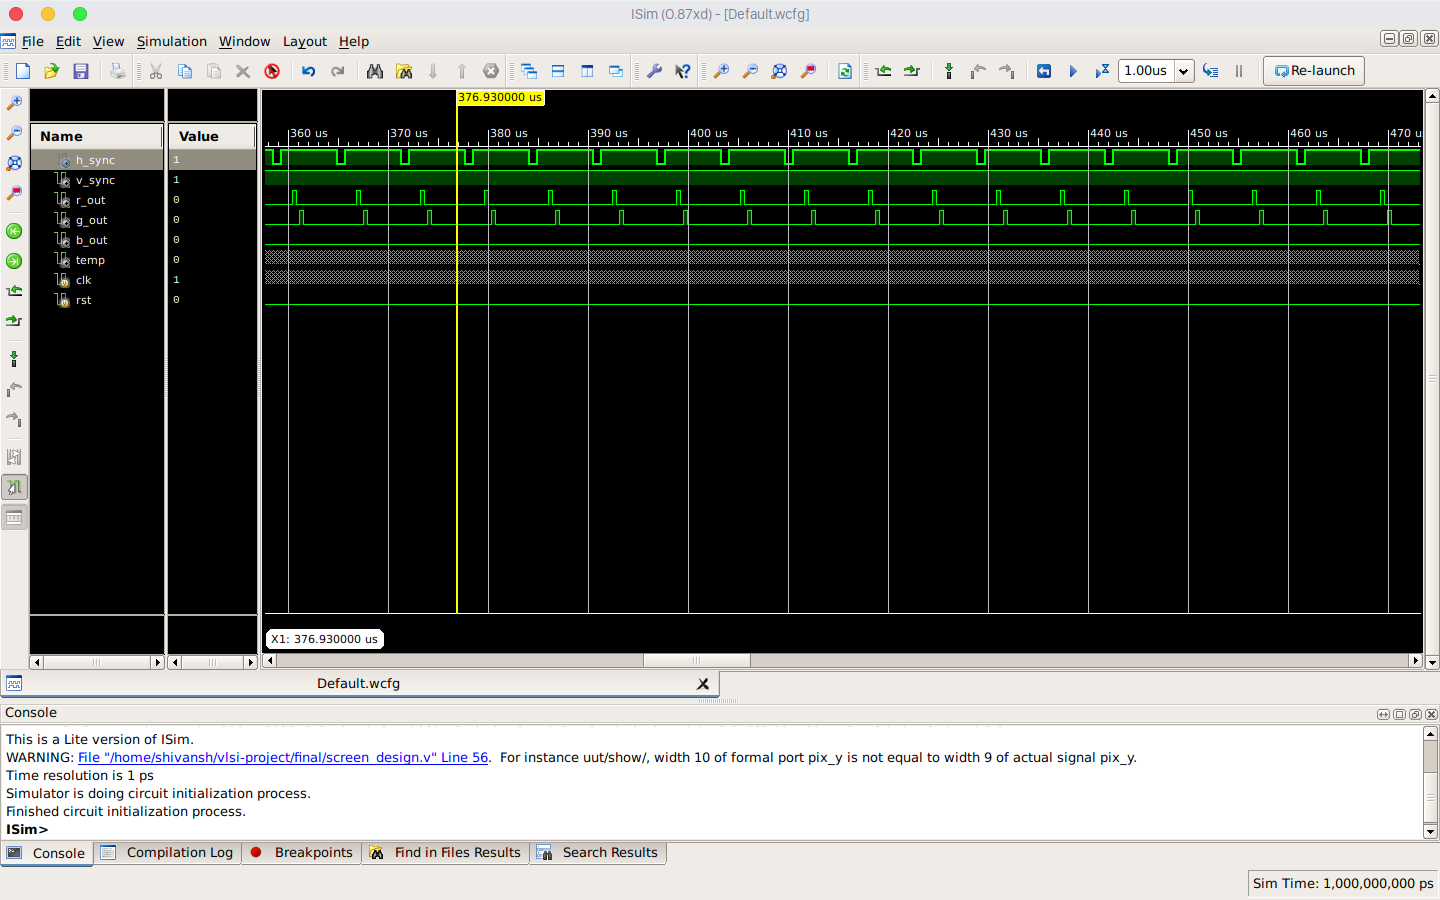 ISim (O.87xd) - [Default.wcfg]
File Edit View Simulation Window Layout Help
1.00us Re-launch
376.930000 us
Name Value
360 us 370 us 380 us 390 us 400 us 410 us 420 us 430 us 440 us 450 us 460 us 470 u
h_sync 1
v_sync 1
r_out 0
g_out 0
b_out 0
temp 0
clk 1
rst 0
X1: 376.930000 us
Default.wcfg
Console
This is a Lite version of ISim.
WARNING: File "/home/shivansh/vlsi-project/final/screen_design.v" Line 56. For instance uut/show/, width 10 of formal port pix_y is not equal to width 9 of actual signal pix_y.
Time resolution is 1 ps
Simulator is doing circuit initialization process.
Finished circuit initialization process.
ISim>
Console Compilation Log Breakpoints Find in Files Results Search Results
Sim Time: 1,000,000,000 ps